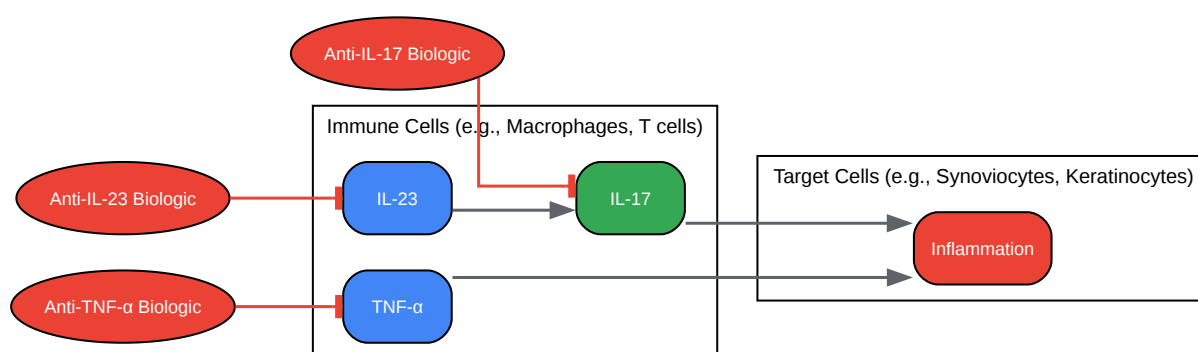 Anti-IL-17 Biologic
Immune Cells (e.g., Macrophages, T cells)
Anti-IL-23 Biologic
IL-23
IL-17
Target Cells (e.g., Synoviocytes, Keratinocytes)
Inflammation
Anti-TNF-α Biologic
TNF-α